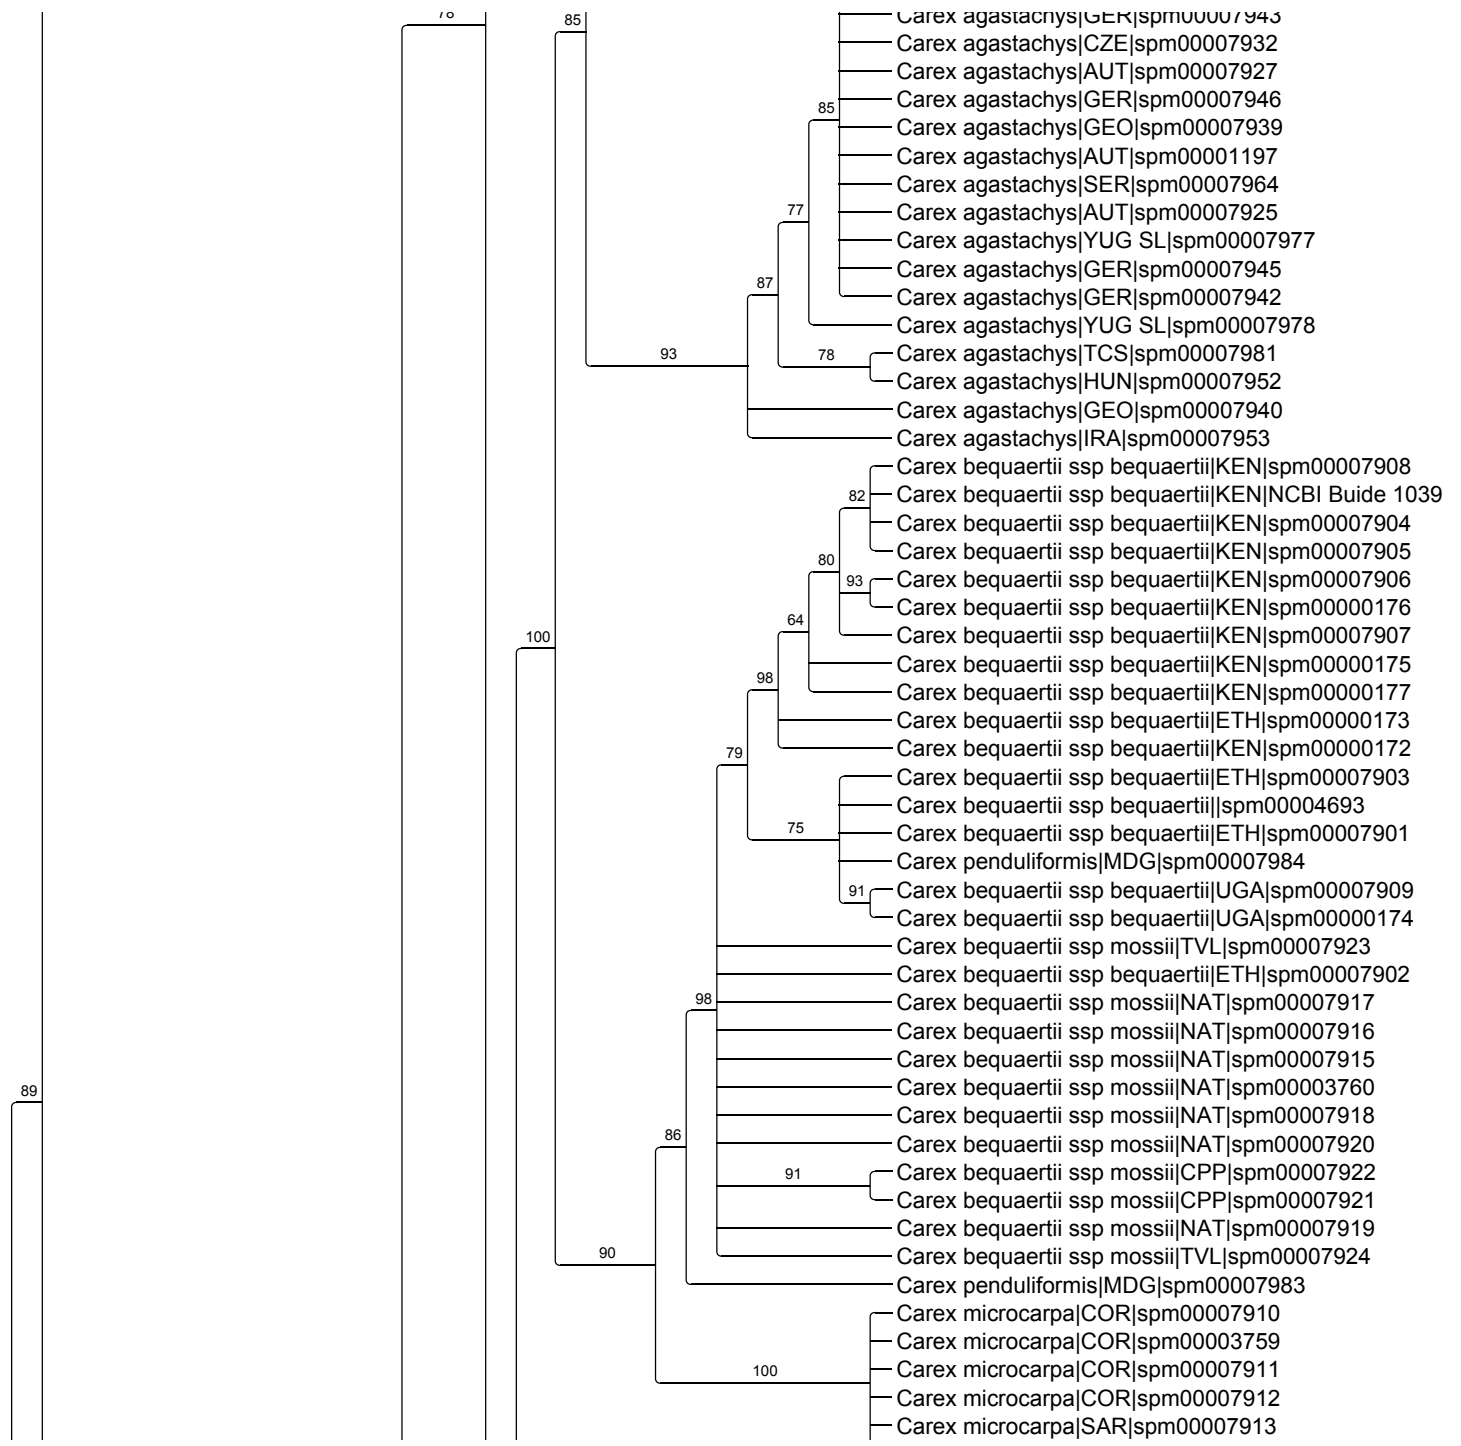 78
85
Carex agastachys|GER|spm00007943
Carex agastachys|CZE|spm00007932
Carex agastachys|AUT|spm00007927
Carex agastachys|GER|spm00007946
85
Carex agastachys|GEO|spm00007939
Carex agastachys|AUT|spm00001197
Carex agastachys|SER|spm00007964
77
Carex agastachys|AUT|spm00007925
Carex agastachys|YUG SL|spm00007977
Carex agastachys|GER|spm00007945
87
Carex agastachys|GER|spm00007942
Carex agastachys|YUG SL|spm00007978
93
78
Carex agastachys|TCS|spm00007981
Carex agastachys|HUN|spm00007952
Carex agastachys|GEO|spm00007940
Carex agastachys|IRA|spm00007953
Carex bequaertii ssp bequaertii|KEN|spm00007908
82
Carex bequaertii ssp bequaertii|KEN|NCBI Buide 1039
Carex bequaertii ssp bequaertii|KEN|spm00007904
Carex bequaertii ssp bequaertii|KEN|spm00007905
80
93
Carex bequaertii ssp bequaertii|KEN|spm00007906
Carex bequaertii ssp bequaertii|KEN|spm00000176
64
Carex bequaertii ssp bequaertii|KEN|spm00007907
100
Carex bequaertii ssp bequaertii|KEN|spm00000175
98
Carex bequaertii ssp bequaertii|KEN|spm00000177
Carex bequaertii ssp bequaertii|ETH|spm00000173
Carex bequaertii ssp bequaertii|KEN|spm00000172
79
Carex bequaertii ssp bequaertii|ETH|spm00007903
Carex bequaertii ssp bequaertii||spm00004693
75
Carex bequaertii ssp bequaertii|ETH|spm00007901
Carex penduliformis|MDG|spm00007984
91
Carex bequaertii ssp bequaertii|UGA|spm00007909
Carex bequaertii ssp bequaertii|UGA|spm00000174
Carex bequaertii ssp mossii|TVL|spm00007923
Carex bequaertii ssp bequaertii|ETH|spm00007902
98
Carex bequaertii ssp mossii|NAT|spm00007917
Carex bequaertii ssp mossii|NAT|spm00007916
Carex bequaertii ssp mossii|NAT|spm00007915
89
Carex bequaertii ssp mossii|NAT|spm00003760
Carex bequaertii ssp mossii|NAT|spm00007918
86
Carex bequaertii ssp mossii|NAT|spm00007920
91
Carex bequaertii ssp mossii|CPP|spm00007922
Carex bequaertii ssp mossii|CPP|spm00007921
Carex bequaertii ssp mossii|NAT|spm00007919
90
Carex bequaertii ssp mossii|TVL|spm00007924
Carex penduliformis|MDG|spm00007983
Carex microcarpa|COR|spm00007910
Carex microcarpa|COR|spm00003759
100
Carex microcarpa|COR|spm00007911
Carex microcarpa|COR|spm00007912
Carex microcarpa|SAR|spm00007913